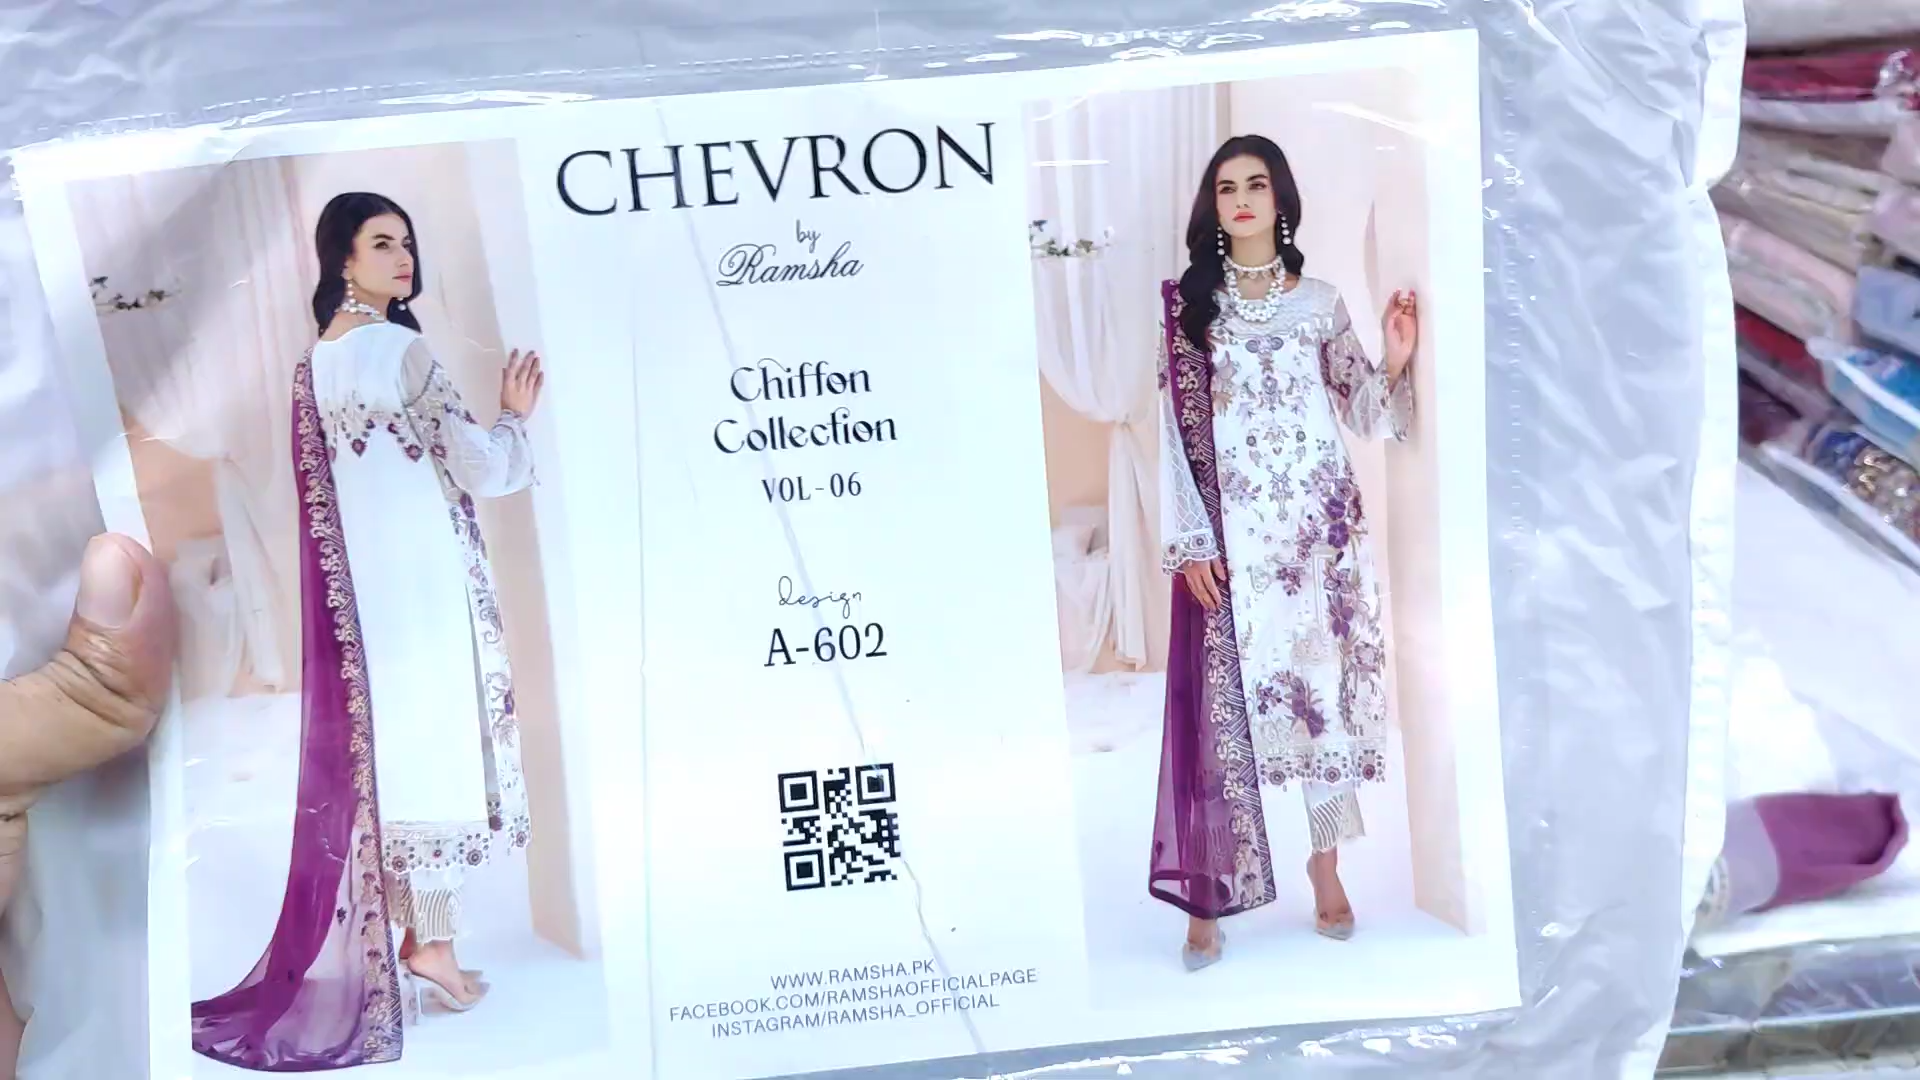 CHEVRON
by
Ramsha
Chiffon
Collection
VOL-06
design
A-602
WWW.RAMSHA.PK
FACEBOOK.COM/RAMSHAOFFICIALPAGE
INSTAGRAM/RAMSHA_OFFICIAL